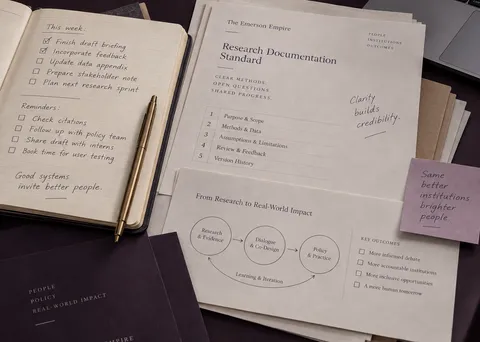 This week:
Finish draft briefing
Incorporate feedback
Update data appendix
Prepare stakeholder note
Plan next research sprint
Reminders:
Check citations
Follow up with policy team
Share draft with interns
Book time for user testing
Good systems
invite better people.
The Emerson Empire
PEOPLE
INSTITUTIONS
OUTCOMES
Research Documentation
Standard
CLEAR METHODS
OPEN QUESTIONS
SHARED PROGRESS
1 Purpose & Scope
2 Methods & Data
3 Assumptions & Limitations
4 Review & Feedback
5 Version History
Clarity
builds
credibility.
Same
better
institutions
brighter
people.
From Research to Real-World Impact
Research
& Evidence
Dialogue
& Co-Design
Policy
& Practice
Learning & Iteration
KEY OUTCOMES
More informed debate
More accountable institutions
More inclusive opportunities
A more human tomorrow
PEOPLE
POLICY
REAL-WORLD IMPACT
EMPIRE